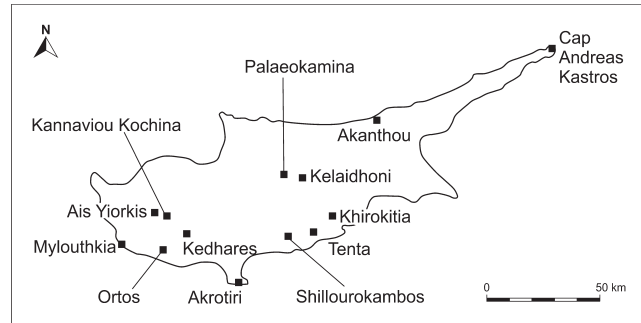 N
Cap
Andreas
Kastros
Palaeokamina
Akanthou
Kannaviou Kochina
Kelaidhoni
Ais Yiorkis
Khirokitia
Mylouthkia
Kedhares
Tenta
Ortos
Akrotiri
Shillourokambos
0
50 km